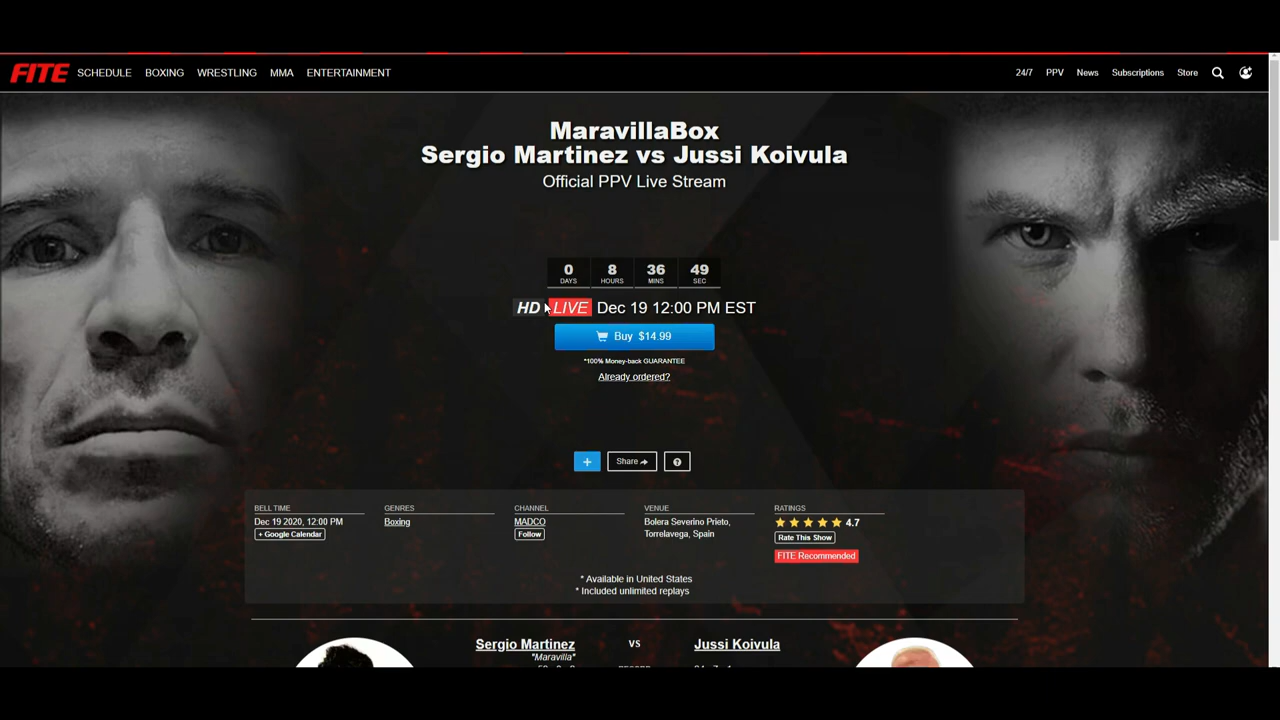 FITE SCHEDULE BOXING WRESTLING MMA ENTERTAINMENT 24/7 PPV News Subscriptions Store
MaravillaBox
Sergio Martinez vs Jussi Koivula
Official PPV Live Stream
0 8 36 49
DAYS HOURS MINS SEC
HD LIVE Dec 19 12:00 PM EST
Buy $14.99
*100% Money-back GUARANTEE
Already ordered?
+ Share ?
BELL TIME
Dec 19 2020, 12:00 PM
+ Google Calendar
GENRES
Boxing
CHANNEL
MADCO
Follow
VENUE
Bolera Severino Prieto,
Torrelavega, Spain
RATINGS
4.7
Rate This Show
FITE Recommended
* Available in United States
* Included unlimited replays
Sergio Martinez VS Jussi Koivula
"Maravilla"